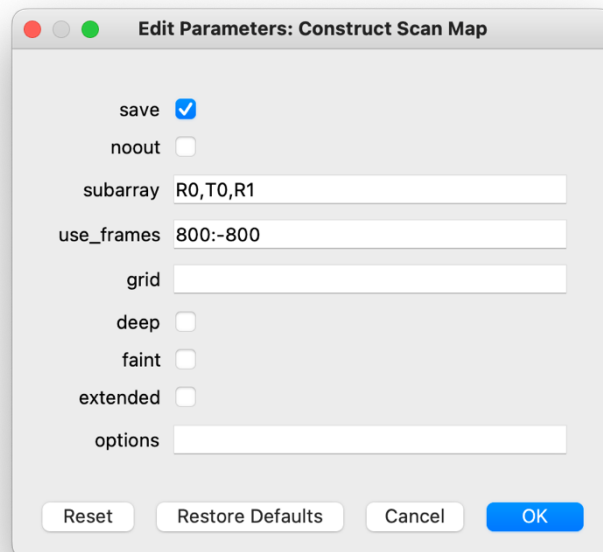 Edit Parameters: Construct Scan Map
save
noout
subarray R0,T0,R1
use_frames 800:-800
grid
deep
faint
extended
options
Reset Restore Defaults Cancel OK